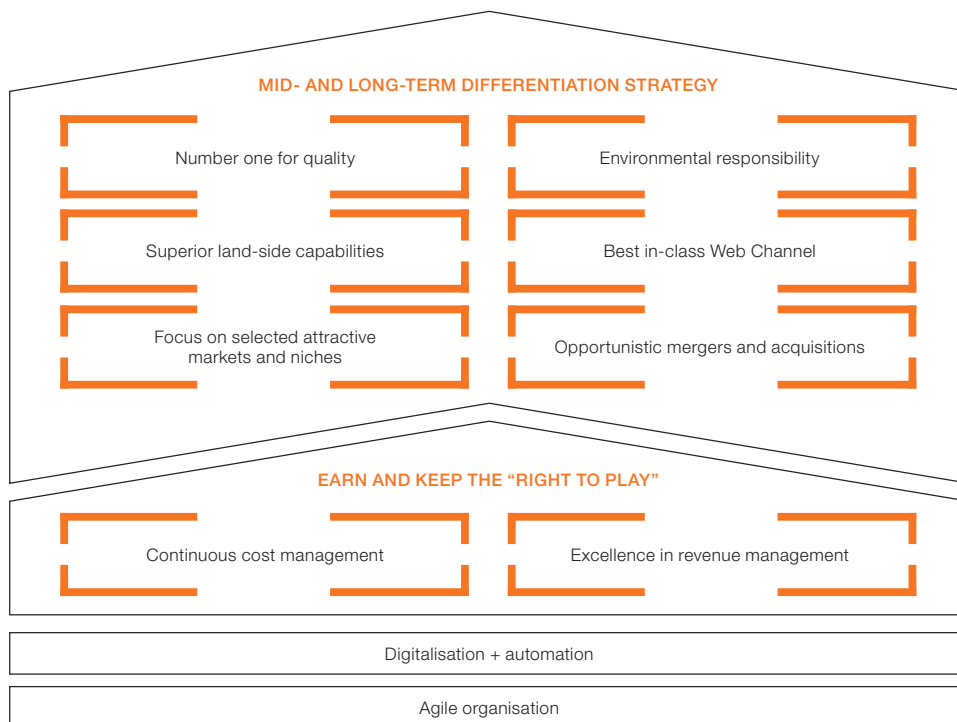 MID- AND LONG-TERM DIFFERENTIATION STRATEGY
Number one for quality
Environmental responsibility
Superior land-side capabilities
Best in-class Web Channel
Focus on selected attractive
markets and niches
Opportunistic mergers and acquisitions
EARN AND KEEP THE “RIGHT TO PLAY”
Continuous cost management
Excellence in revenue management
Digitalisation + automation
Agile organisation